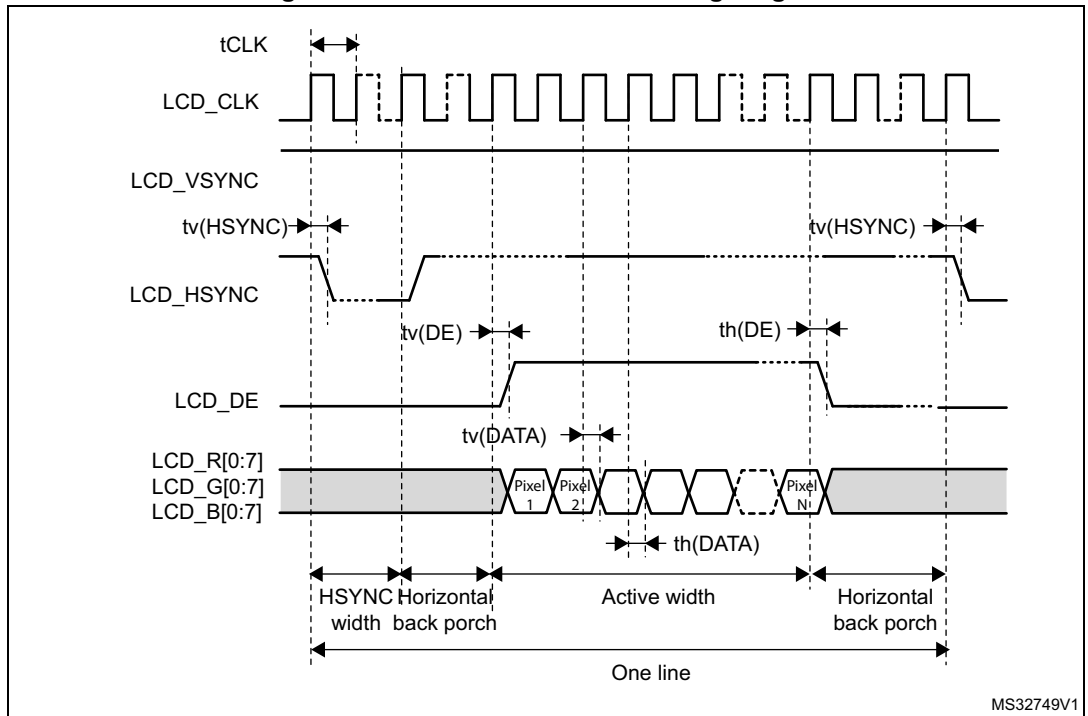 tCLK
LCD_CLK
LCD_VSYNC
tv(HSYNC)
tv(HSYNC)
LCD_HSYNC
tv(DE)
th(DE)
LCD_DE
tv(DATA)
LCD_R[0:7]
LCD_G[0:7]
LCD_B[0:7]
Pixel
1
Pixel
2
Pixel
N
th(DATA)
HSYNC
width
Horizontal
back porch
Active width
Horizontal
back porch
One line
MS32749V1